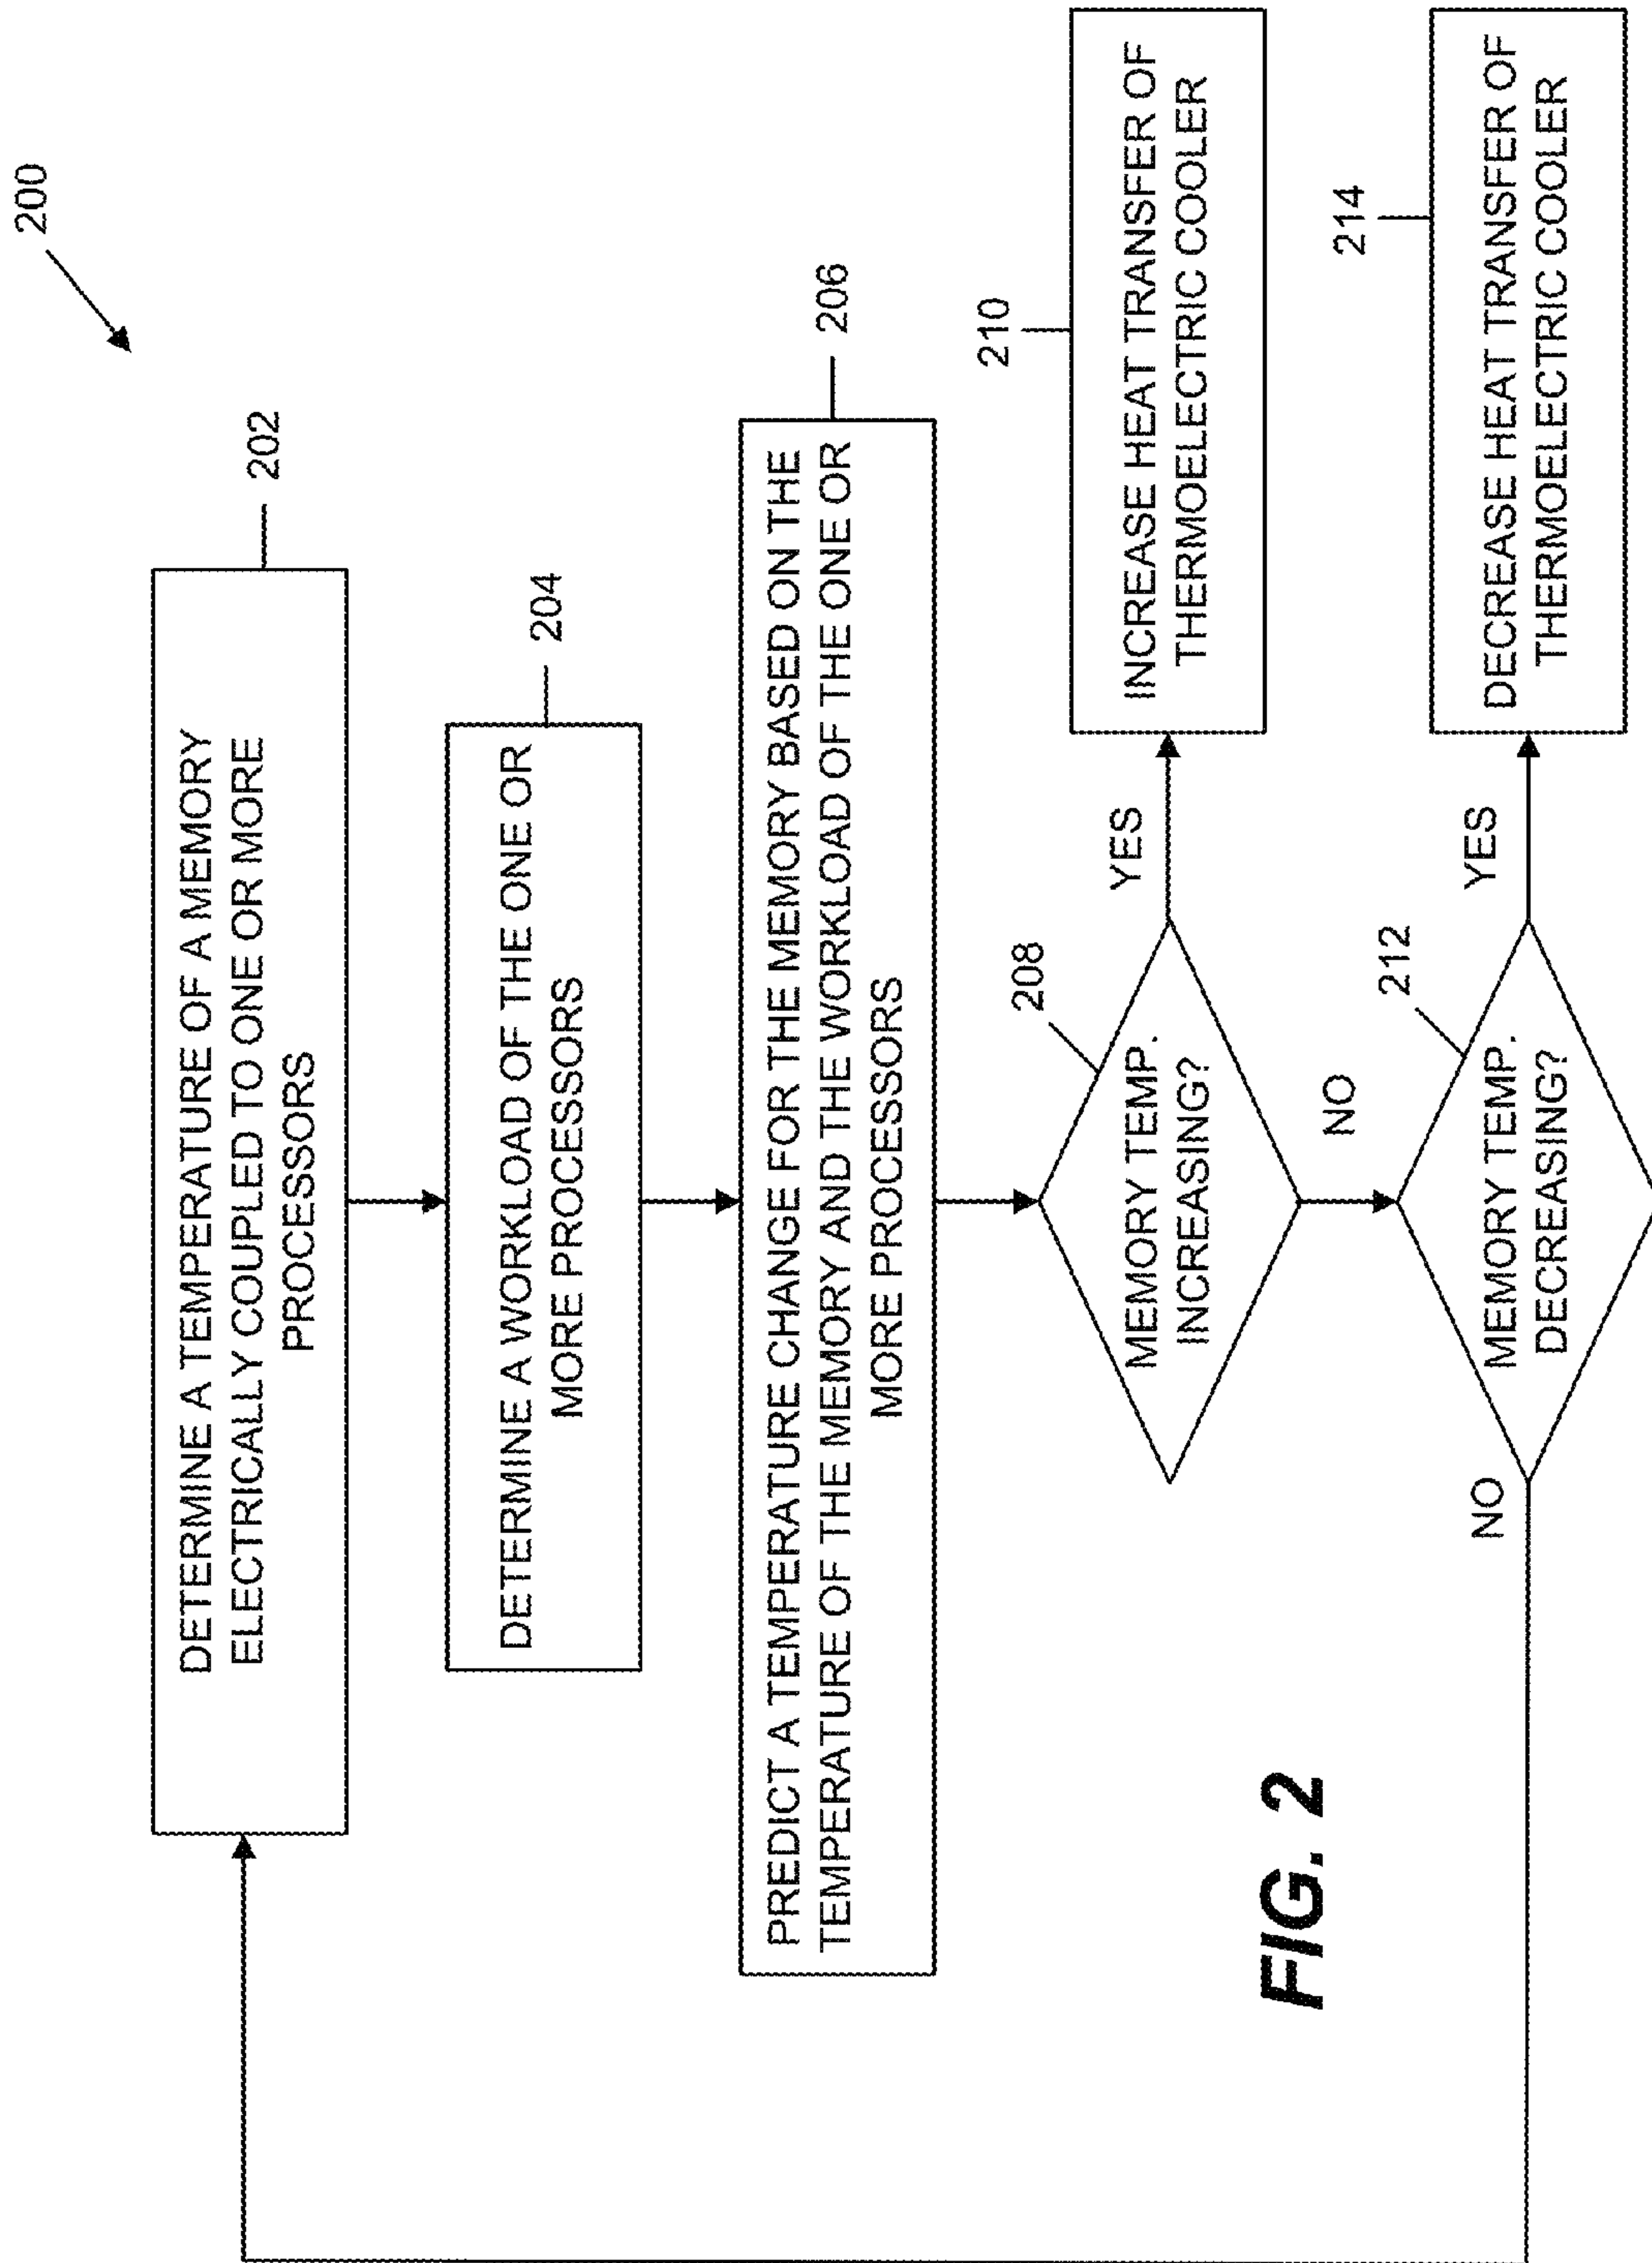 200
DETERMINE A TEMPERATURE OF A MEMORY
ELECTRICALLY COUPLED TO ONE OR MORE
PROCESSORS
202
DETERMINE A WORKLOAD OF THE ONE OR
MORE PROCESSORS
204
PREDICT A TEMPERATURE CHANGE FOR THE MEMORY BASED ON THE
TEMPERATURE OF THE MEMORY AND THE WORKLOAD OF THE ONE OR
MORE PROCESSORS
206
MEMORY TEMP.
INCREASING?
208
YES
INCREASE HEAT TRANSFER OF
THERMOELECTRIC COOLER
210
NO
MEMORY TEMP.
DECREASING?
212
YES
DECREASE HEAT TRANSFER OF
THERMOELECTRIC COOLER
214
NO
FIG. 2